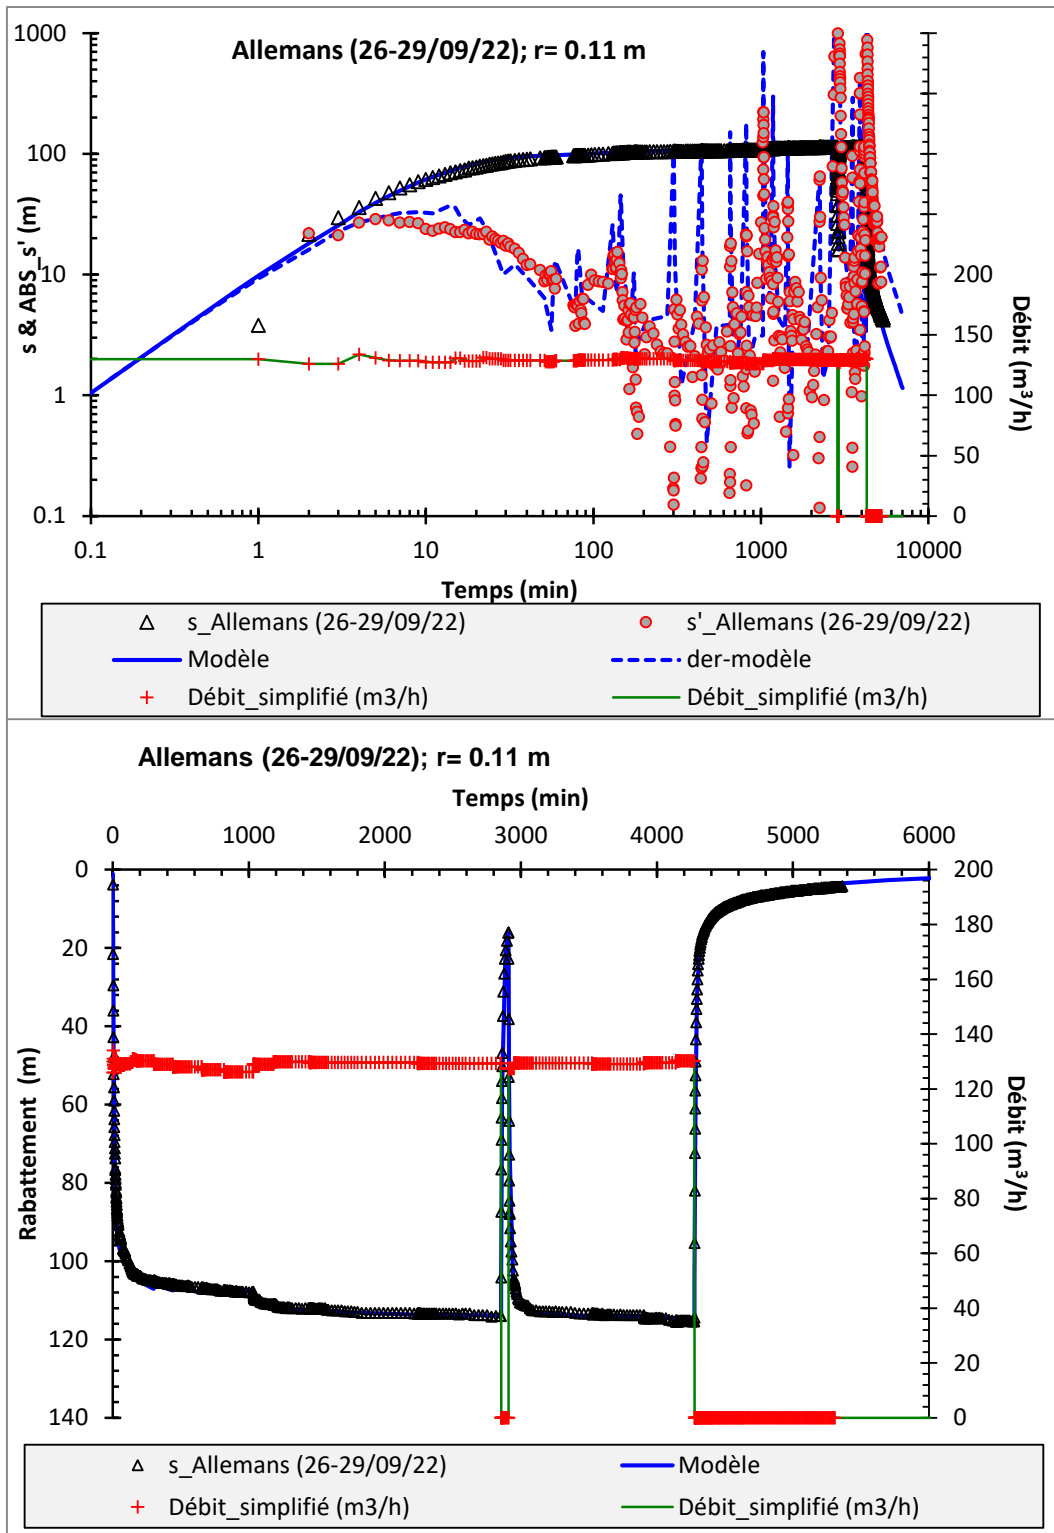 Allemans (26-29/09/22); r= 0.11 m
s & ABS_s' (m)
1000
100
10
1
0.1
0.1 1 10 100 1000 10000
Temps (min)
200
150
100
50
0
Débit (m³/h)
s_Allemans (26-29/09/22) s'_Allemans (26-29/09/22)
Modèle der-modèle
Débit_simplifié (m3/h) Débit_simplifié (m3/h)
Allemans (26-29/09/22); r= 0.11 m
Temps (min)
0 1000 2000 3000 4000 5000 6000
Rabattement (m)
0
20
40
60
80
100
120
140
200
180
160
140
120
100
80
60
40
20
0
Débit (m³/h)
s_Allemans (26-29/09/22) Modèle
Débit_simplifié (m3/h) Débit_simplifié (m3/h)